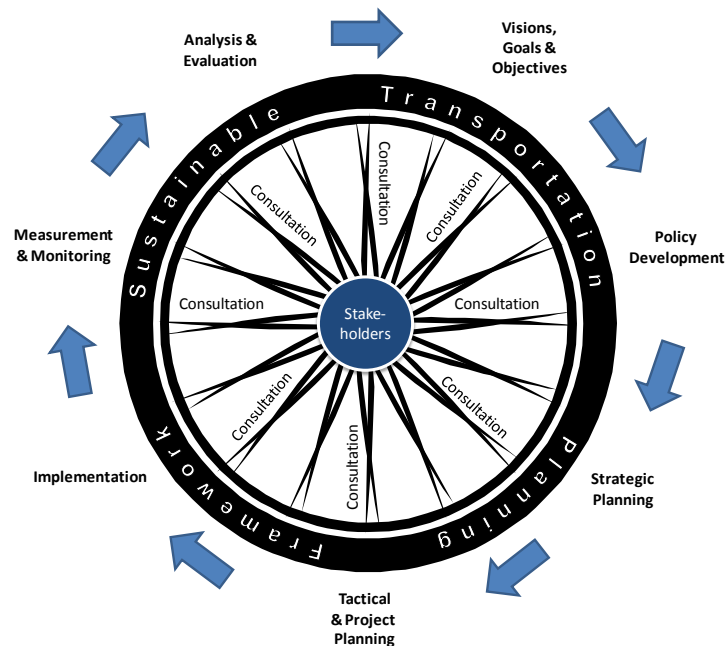 Analysis &
Evaluation
Visions,
Goals &
Objectives
Policy
Development
Strategic
Planning
Tactical
& Project
Planning
Implementation
Measurement
& Monitoring
Sustainable Transportation Planning Framework
Consultation
Consultation
Consultation
Consultation
Consultation
Consultation
Consultation
Consultation
Stake-
holders